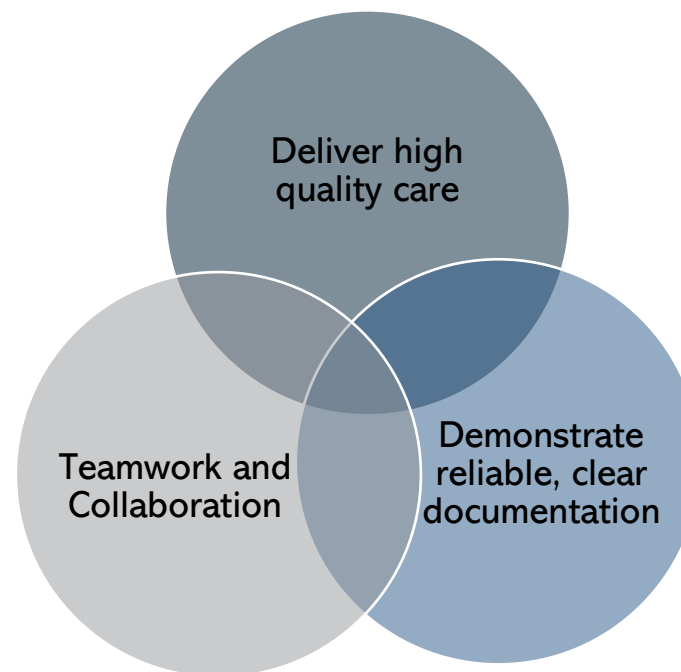 Deliver high
quality care
Teamwork and
Collaboration
Demonstrate
reliable, clear
documentation